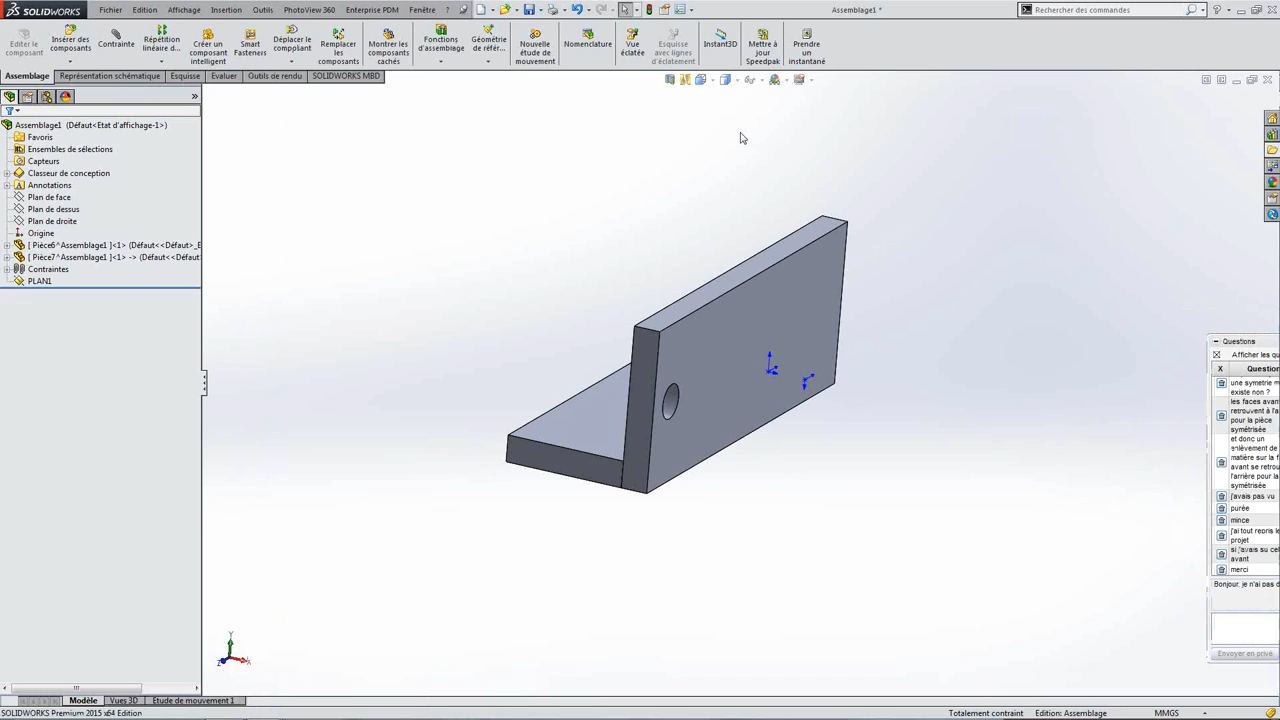 SOLIDWORKS
Fichier Edition Affichage Insertion Outils PhotoView 360 Enterprise PDM Fenêtre ?
Assemblage1 *
Rechercher des commandes
Editer le composant
Insérer des composants
Contrainte
Répétition linéaire d...
Créer un composant intelligent
Smart Fasteners
Déplacer le compplant
Remplacer les composants
Montrer les composants cachés
Fonctions d'assemblage
Géométrie de référ...
Nouvelle étude de mouvement
Nomenclature
Vue éclatée
Esquisse avec lignes d'éclatement
Instant3D
Mettre à jour Speedpak
Prendre un instantané
Assemblage Représentation schématique Esquisse Evaluer Outils de rendu SOLIDWORKS MBD
Assemblage1 (Défaut<Etat d'affichage-1>)
Favoris
Ensembles de sélections
Capteurs
Classeur de conception
Annotations
Plan de face
Plan de dessus
Plan de droite
Origine
[ Pièce6^Assemblage1 ]<1> (Défaut<<Défaut>_E
[ Pièce7^Assemblage1 ]<1> -> (Défaut<<Défaut
Contraintes
PLAN1
Questions
Afficher les qu
X Question
une symetrie m
existe non ?
les faces avan
retrouvent à l'a
pour la pièce
symétrisée
et donc un
enlèvement de
matière sur la f
avant se retrou
l'arrière pour la
symétrisée
j'avais pas vu
purée
mince
j'ai tout repris le
projet
si j'avais su cel
avant
merci
Bonjour, je n'ai pas d
Envoyer en privé
Y
X
Z
Modèle Vues 3D Etude de mouvement 1
SOLIDWORKS Premium 2015 x64 Edition
Totalement contraint Edition: Assemblage MMGS